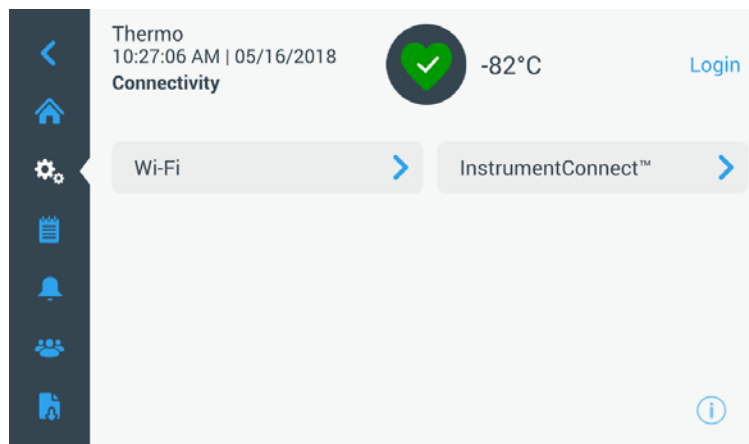 Thermo
10:27:06 AM | 05/16/2018
Connectivity
-82°C
Login
Wi-Fi
InstrumentConnect™